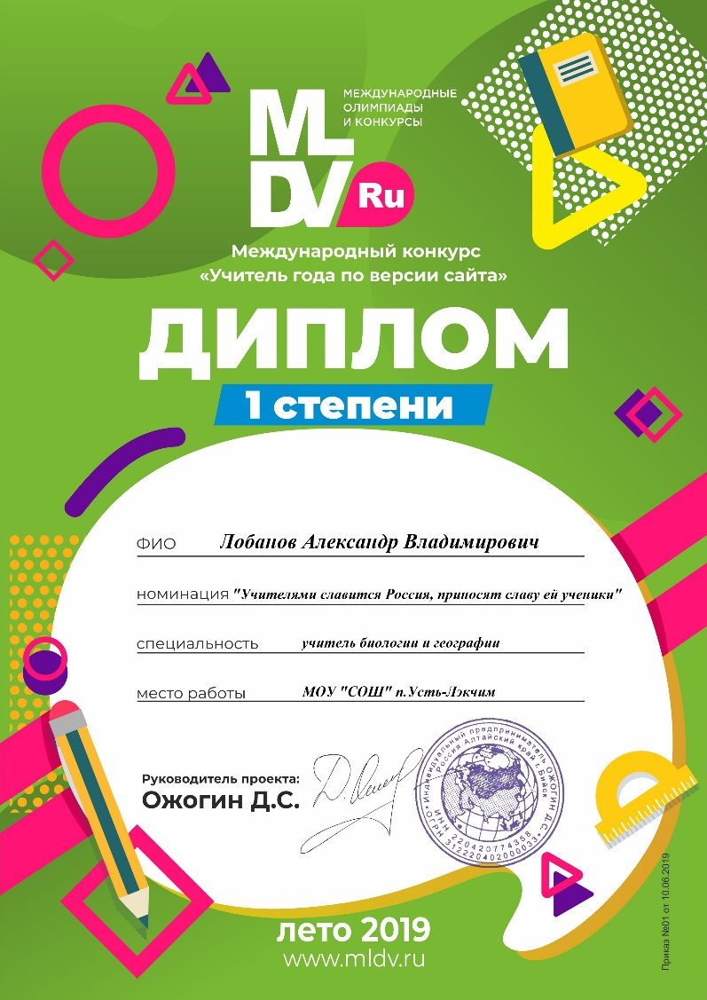 ML
DV Ru
МЕЖДУНАРОДНЫЕ
ОЛИМПИАДЫ
И КОНКУРСЫ
Международный конкурс
«Учитель года по версии сайта»
ДИПЛОМ
1 степени
ФИО Лобанов Александр Владимирович
номинация "Учителями славится Россия, приносят славу ей ученики"
специальность учитель биологии и географии
место работы МОУ "СОШ" п.Усть-Лэкчим
Руководитель проекта:
Ожогин Д.С.
Индивидуальный предприниматель ОЖОГИН Д.С.
Россия Алтайский край г. Бийск
ИНН 220420774358
ОГРН 312220402000033
лето 2019
www.mldv.ru
Приказ №01 от 10.06.2019